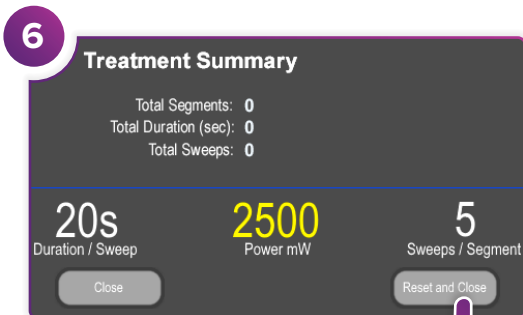 6
Treatment Summary
Total Segments: 0
Total Duration (sec): 0
Total Sweeps: 0
20s 2500 5
Duration / Sweep Power mW Sweeps / Segment
Close Reset and Close